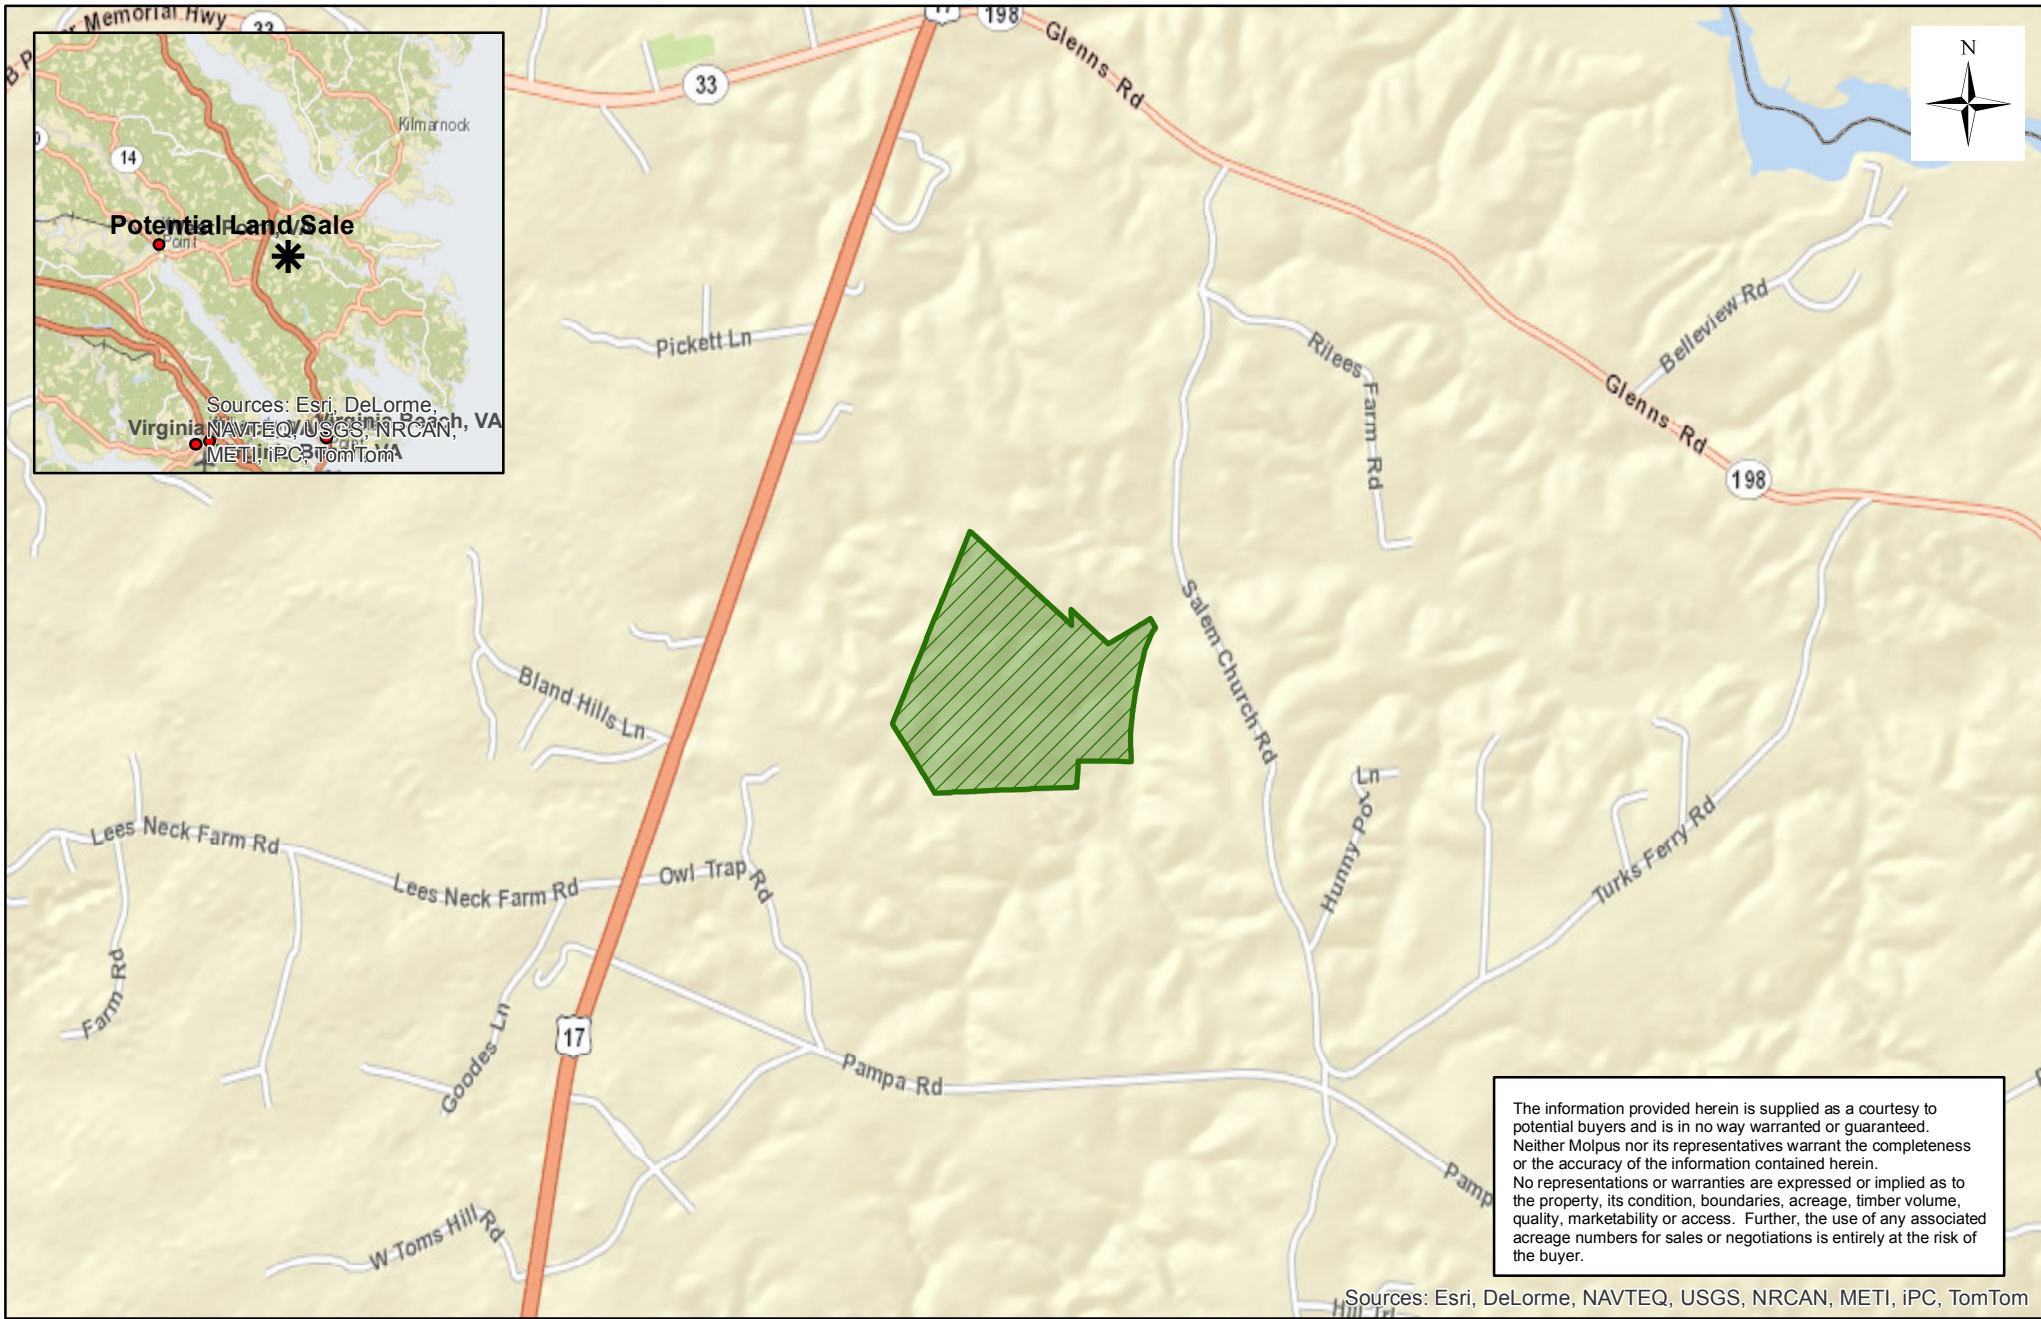 Memorial Hwy
33
17
198
Glenns Rd
N
33
Kilmarnock
14
Potential Land Sale
Point
Sources: Esri, DeLorme,
NAVTEQ, USGS, NRCAN,
METI, iPC, TomTom
Virginia Beach, VA
Pickett Ln
Rilees Farm Rd
Belleview Rd
Glenns Rd
198
Salem Church Rd
Bland Hills Ln
Hunny Pot Ln
Turks Ferry Rd
Lees Neck Farm Rd
Lees Neck Farm Rd
Owl Trap Rd
Farm Rd
Goodes Ln
17
Pampa Rd
W Toms Hill Rd
The information provided herein is supplied as a courtesy to
potential buyers and is in no way warranted or guaranteed.
Neither Molpus nor its representatives warrant the completeness
or the accuracy of the information contained herein.
No representations or warranties are expressed or implied as to
the property, its condition, boundaries, acreage, timber volume,
quality, marketability or access.  Further, the use of any associated
acreage numbers for sales or negotiations is entirely at the risk of
the buyer.
Sources: Esri, DeLorme, NAVTEQ, USGS, NRCAN, METI, iPC, TomTom